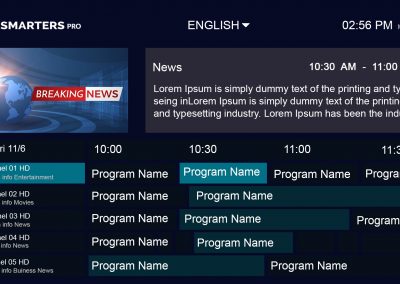 SMARTERS PRO
ENGLISH
02:56 PM
BREAKING NEWS
News 10:30 AM - 11:00
Lorem Ipsum is simply dummy text of the printing and ty
seing inLorem Ipsum is simply dummy text of the printin
and typesetting industry. Lorem Ipsum has been the indu
ri 11/6 10:00 10:30 11:00 11:3
el 01 HD
info Entertainment
Program Name Program Name Program Name Progra
el 02 HD
info Movies
Program Name Program Name
el 03 HD
info News
Program Name Program Name Program
el 04 HD
info News
Program Name Program Name
el 05 HD
info Buiness News
Program Name Program Name